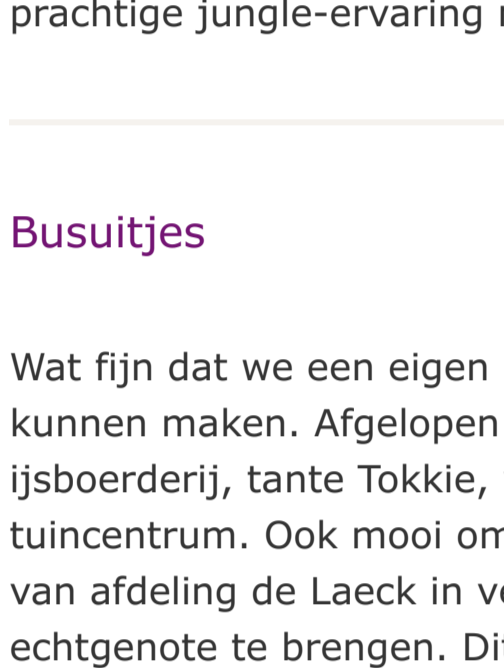 prachtige jungle-ervaring
Busuitjes
Wat fijn dat we een eigen
kunnen maken. Afgelopen
ijsboerderij, tante Tokkie,
tuincentrum. Ook mooi
van afdeling de Laeck in
echtgenote te brengen.